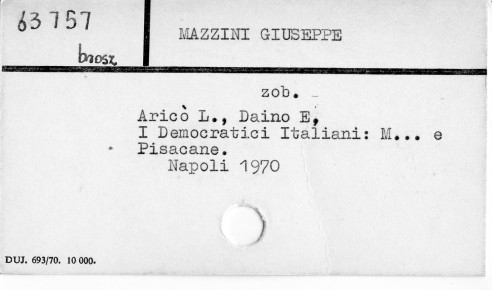 63757
brosz
MAZZINI GIUSEPPE
zob.
Aricò L., Daino E,
I Democratici Italiani: M... e
Pisacane.
Napoli 1970
DUJ. 693/70. 10 000.